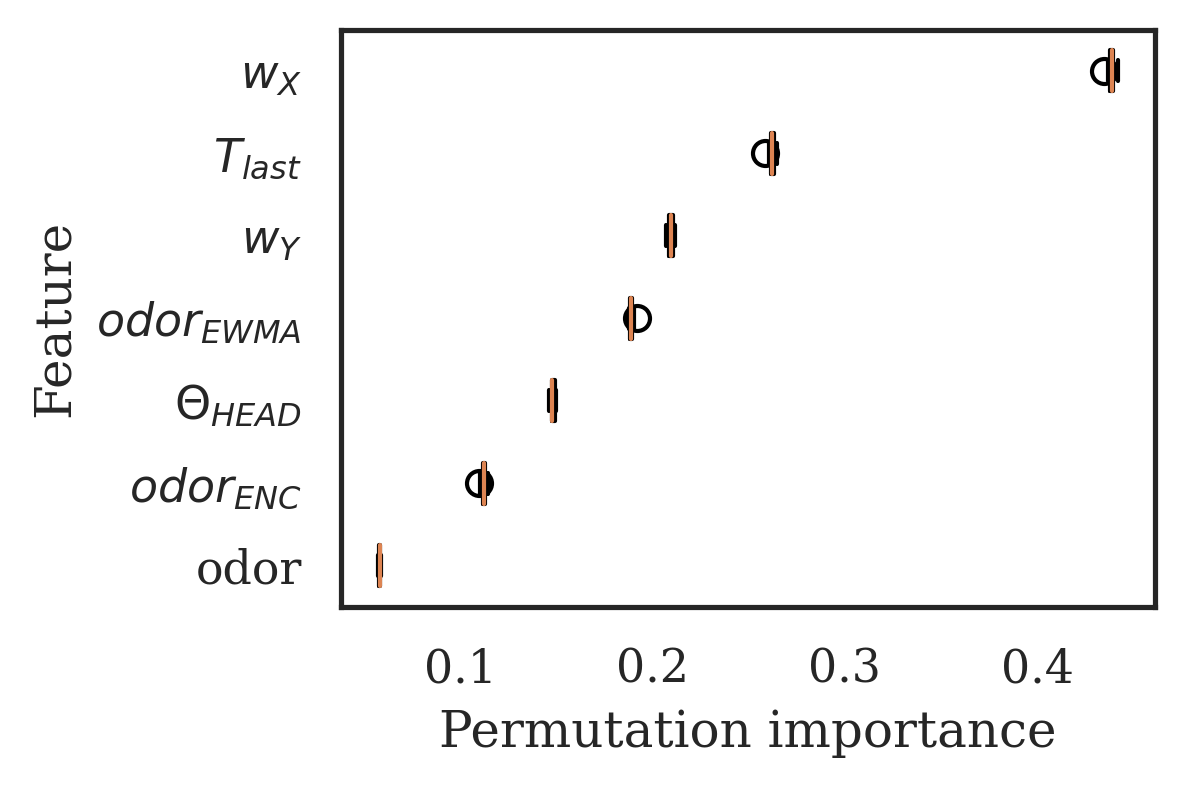 w_X
T_last
w_Y
odor_EWMA
Θ_HEAD
odor_ENC
odor
Feature
0.1 0.2 0.3 0.4
Permutation importance